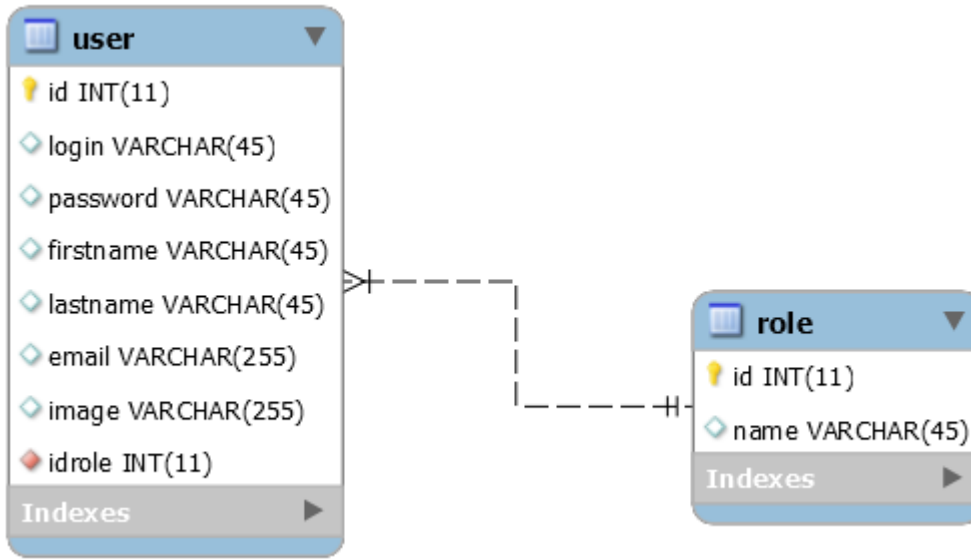 user
id INT(11)
login VARCHAR(45)
password VARCHAR(45)
firstname VARCHAR(45)
lastname VARCHAR(45)
email VARCHAR(255)
image VARCHAR(255)
idrole INT(11)
Indexes
role
id INT(11)
name VARCHAR(45)
Indexes